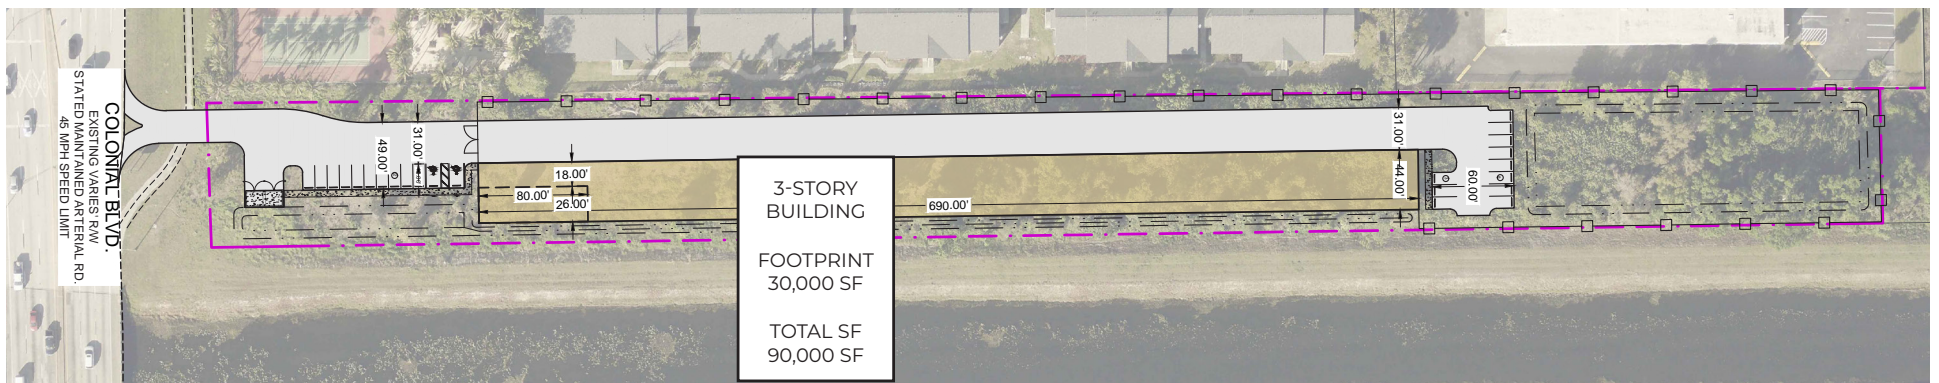 COLONIAL BLVD.
EXISTING VARIES' R/W
STATED MAINTAINED ARTERIAL RD.
45 MPH SPEED LIMIT
49.00'
31.00'
18.00'
80.00'
26.00'
3-STORY
BUILDING
FOOTPRINT
30,000 SF
TOTAL SF
90,000 SF
690.00'
31.00'
44.00'
60.00'